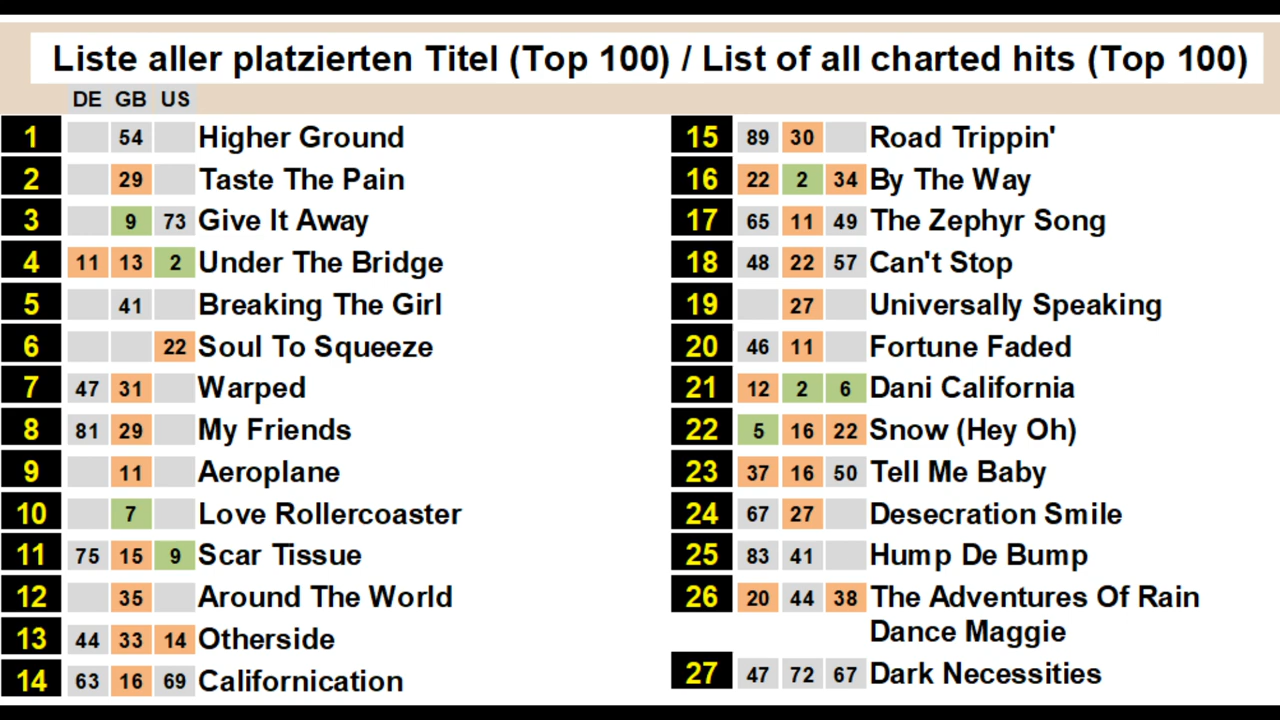 Liste aller platzierten Titel (Top 100) / List of all charted hits (Top 100)
DE GB US
1 54 Higher Ground
2 29 Taste The Pain
3 9 73 Give It Away
4 11 13 2 Under The Bridge
5 41 Breaking The Girl
6 22 Soul To Squeeze
7 47 31 Warped
8 81 29 My Friends
9 11 Aeroplane
10 7 Love Rollercoaster
11 75 15 9 Scar Tissue
12 35 Around The World
13 44 33 14 Otherside
14 63 16 69 Californication
15 89 30 Road Trippin'
16 22 2 34 By The Way
17 65 11 49 The Zephyr Song
18 48 22 57 Can't Stop
19 27 Universally Speaking
20 46 11 Fortune Faded
21 12 2 6 Dani California
22 5 16 22 Snow (Hey Oh)
23 37 16 50 Tell Me Baby
24 67 27 Desecration Smile
25 83 41 Hump De Bump
26 20 44 38 The Adventures Of Rain
Dance Maggie
27 47 72 67 Dark Necessities